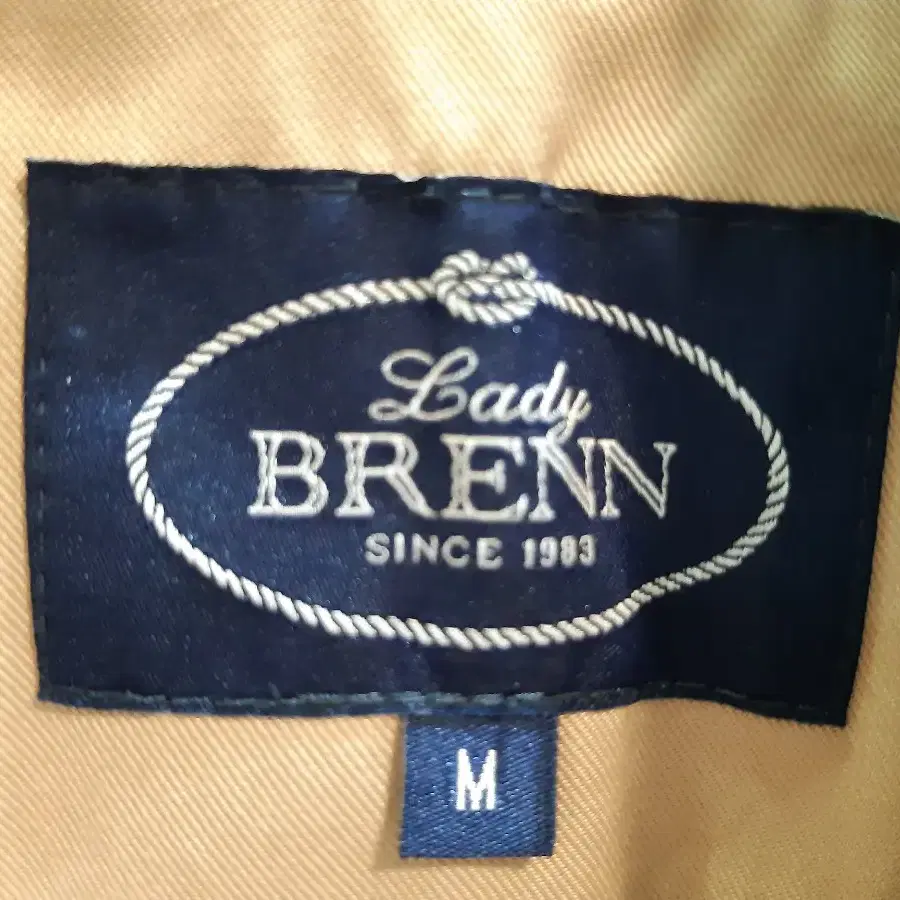 Lady
BRENN
SINCE 1983
M